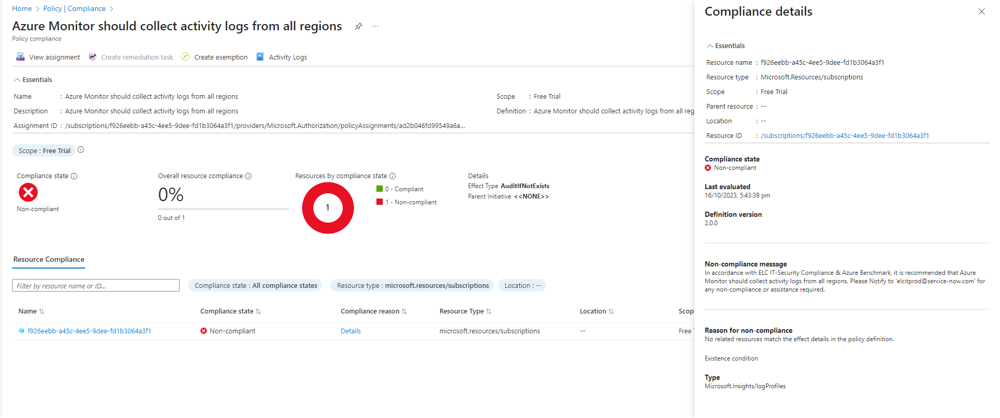 Home > Policy | Compliance >
Azure Monitor should collect activity logs from all regions ...
Policy compliance
View assignment Create remediation task Create exemption Activity Logs
Essentials
Name : Azure Monitor should collect activity logs from all regions
Scope : Free Trial
Description : Azure Monitor should collect activity logs from all regions
Definition : Azure Monitor should collect activity logs from all reg
Assignment ID : /subscriptions/f926eebb-a45c-4ee5-9dee-fd1b3064a3f1/providers/Microsoft.Authorization/policyAssignments/ad2b046fd99549a6a...
Scope : Free Trial
Compliance state
Non-compliant
Overall resource compliance
0%
0 out of 1
Resources by compliance state
1
0 - Compliant
1 - Non-compliant
Details
Effect Type AuditIfNotExists
Parent Initiative <<NONE>>
Resource Compliance
Filter by resource name or ID...
Compliance state : All compliance states
Resource type : microsoft.resources/subscriptions
Location : --
Name Compliance state Compliance reason Resource Type Location Scop
f926eebb-a45c-4ee5-9dee-fd1b3064a3f1 Non-compliant Details microsoft.resources/subscriptions -- Free
Compliance details
Essentials
Resource name : f926eebb-a45c-4ee5-9dee-fd1b3064a3f1
Resource type : Microsoft.Resources/subscriptions
Scope : Free Trial
Parent resource : --
Location : --
Resource ID : /subscriptions/f926eebb-a45c-4ee5-9dee-fd1b3064a3f1
Compliance state
Non-compliant
Last evaluated
16/10/2023, 5:43:39 pm
Definition version
2.0.0
Non-compliance message
In accordance with ELC IT-Security Compliance & Azure Benchmark, it is recommended that Azure
Monitor should collect activity logs from all regions. Please Notify to 'elcitprod@service-now.com' for
any non-compliance or assistance required.
Reason for non-compliance
No related resources match the effect details in the policy definition.
Existence condition
Type
Microsoft.Insights/logProfiles